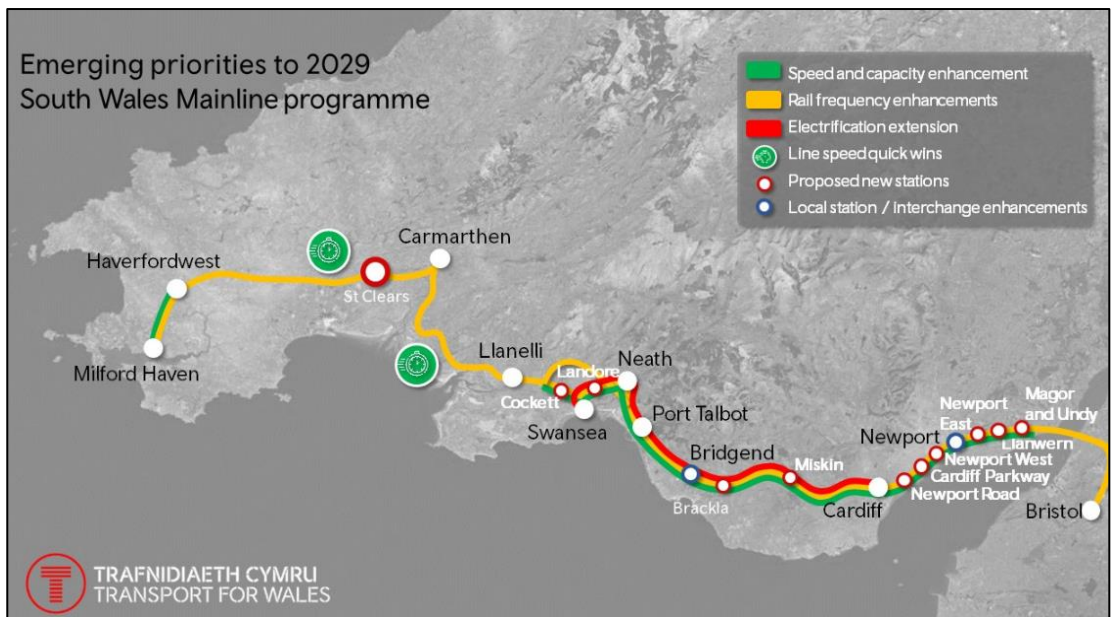 Emerging priorities to 2029
South Wales Mainline programme
Speed and capacity enhancement
Rail frequency enhancements
Electrification extension
Line speed quick wins
Proposed new stations
Local station / interchange enhancements
Carmarthen
Haverfordwest
St Clears
Milford Haven
Llanelli
Landore
Neath
Cockett
Swansea
Port Talbot
Bridgend
Brackla
Miskin
Cardiff
Newport
Newport
East
Magor
and Undy
Llanwern
Newport West
Cardiff Parkway
Newport Road
Bristol
TRAFNIDIAETH CYMRU
TRANSPORT FOR WALES